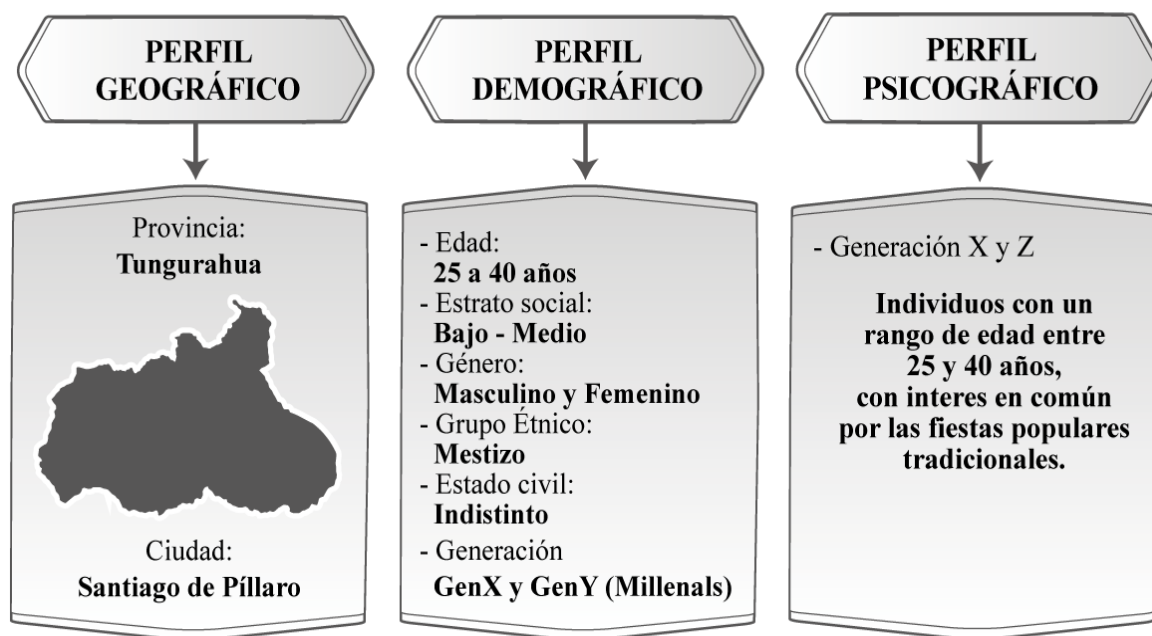 PERFIL
GEOGRÁFICO
Provincia:
Tungurahua
Ciudad:
Santiago de Píllaro
PERFIL
DEMOGRÁFICO
- Edad:
25 a 40 años
- Estrato social:
Bajo - Medio
- Género:
Masculino y Femenino
- Grupo Étnico:
Mestizo
- Estado civil:
Indistinto
- Generación
GenX y GenY (Millenals)
PERFIL
PSICOGRÁFICO
- Generación X y Z
Individuos con un
rango de edad entre
25 y 40 años,
con interes en común
por las fiestas populares
tradicionales.